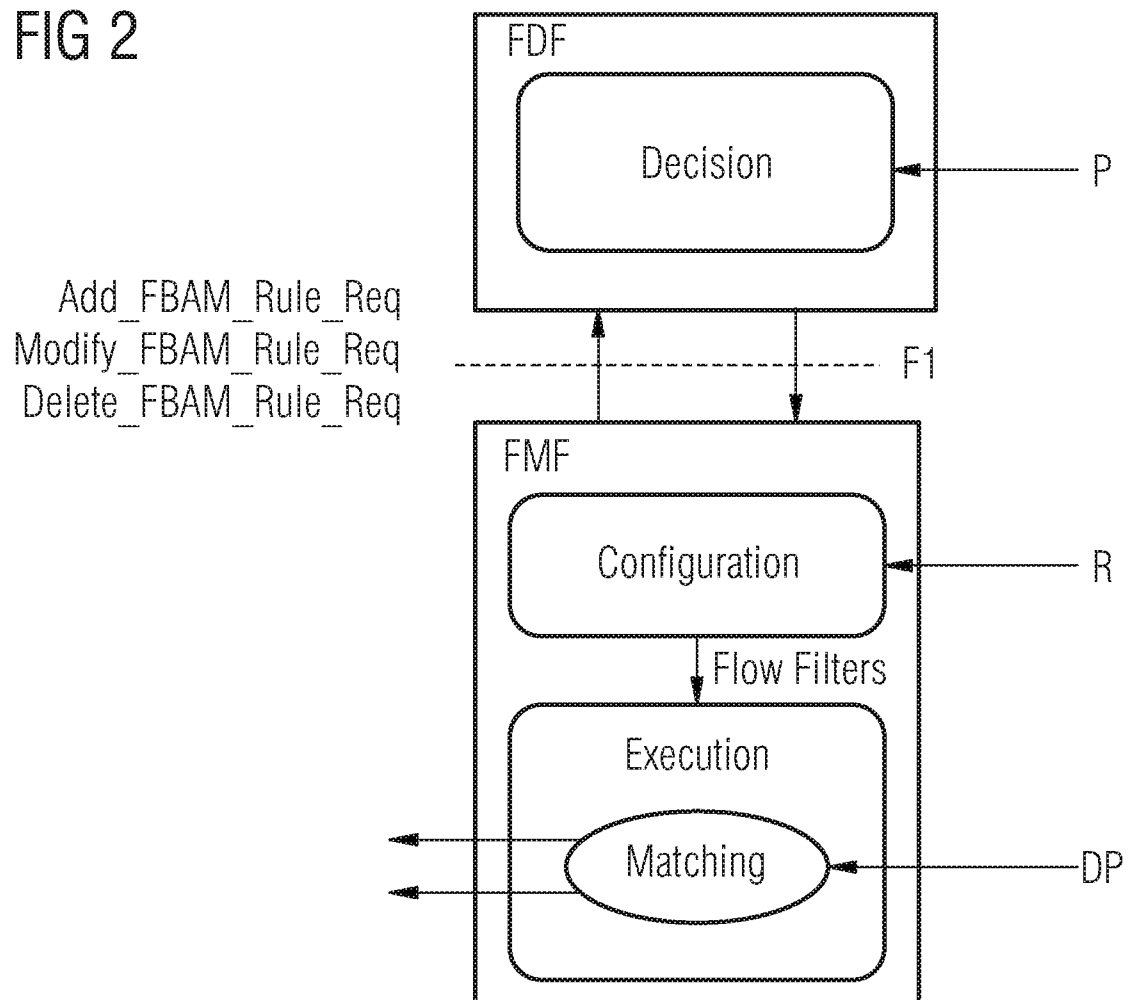 FIG 2
FDF
Decision
P
Add_FBAM_Rule_Req
Modify_FBAM_Rule_Req
Delete_FBAM_Rule_Req
F1
FMF
Configuration
R
Flow Filters
Execution
Matching
DP